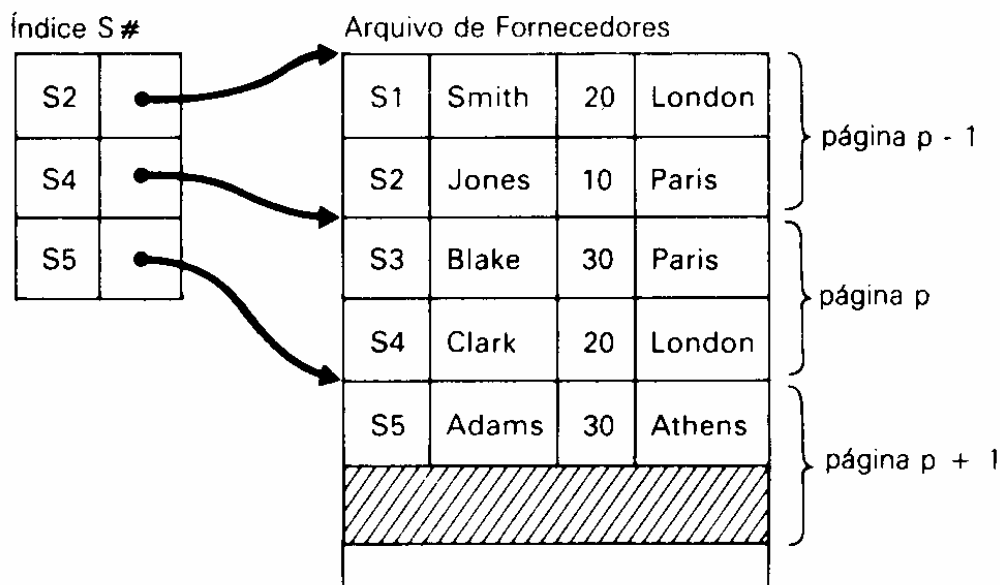 Índice S#
Arquivo de Fornecedores
S2
S4
S5
S1 Smith 20 London
S2 Jones 10 Paris
S3 Blake 30 Paris
S4 Clark 20 London
S5 Adams 30 Athens
página p - 1
página p
página p + 1